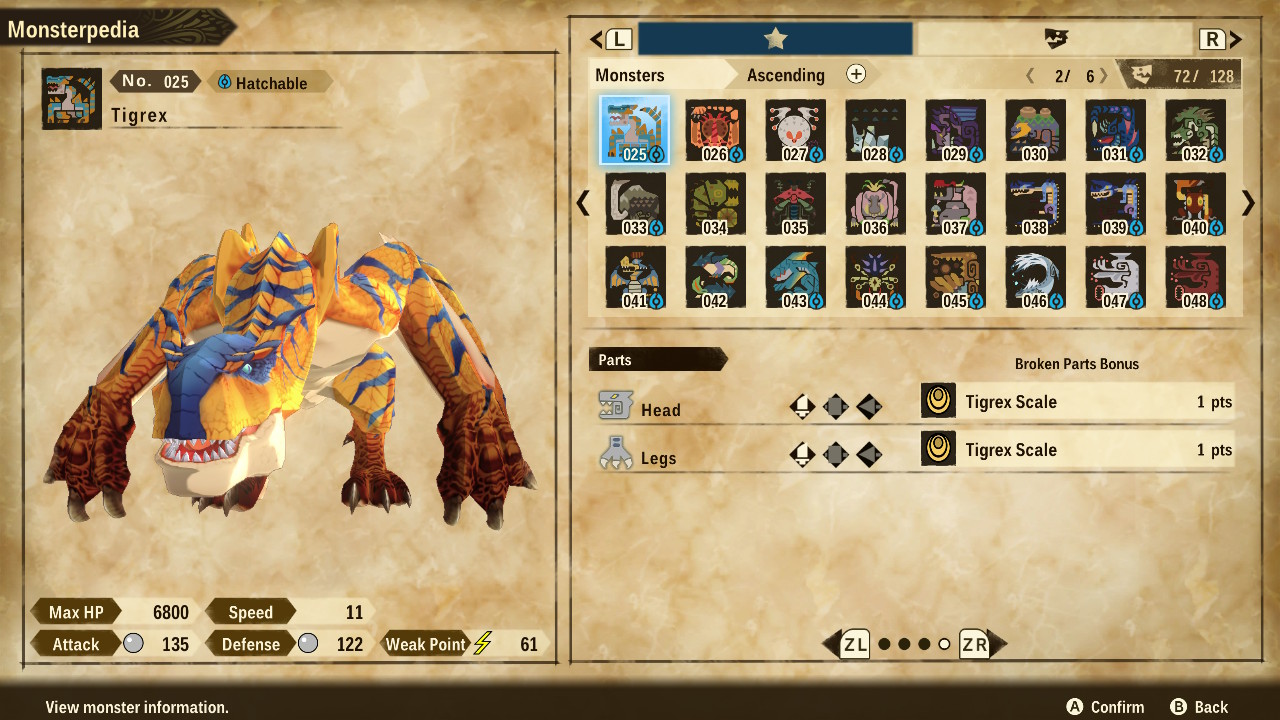 Monsterpedia
No. 025
Hatchable
Tigrex
Max HP 6800
Speed 11
Attack 135
Defense 122
Weak Point 61
L
R
Monsters
Ascending
2/ 6
72/ 128
025 026 027 028 029 030 031 032
033 034 035 036 037 038 039 040
041 042 043 044 045 046 047 048
Parts
Broken Parts Bonus
Head
Tigrex Scale 1 pts
Legs
Tigrex Scale 1 pts
ZL ZR
View monster information.
A Confirm B Back